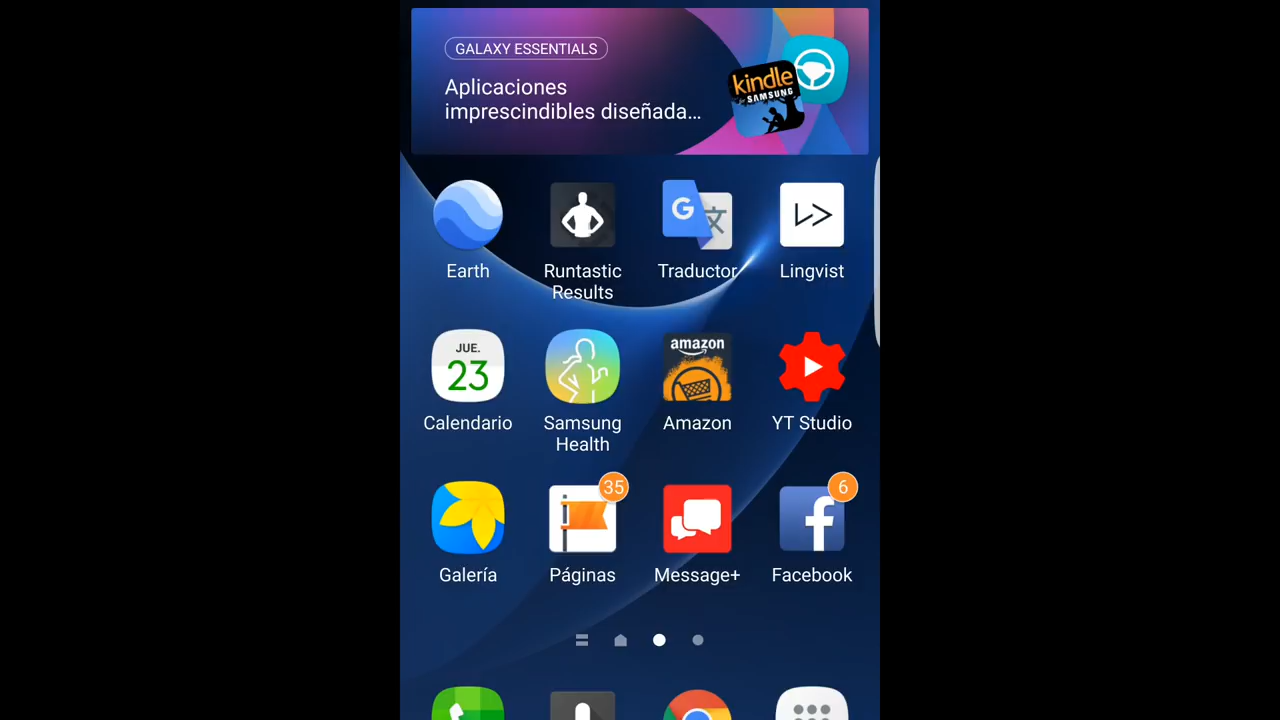 GALAXY ESSENTIALS
Aplicaciones
imprescindibles diseñada...
kindle
SAMSUNG
G 文
Earth
Runtastic
Results
Traductor
Lingvist
JUE.
23
amazon
Calendario
Samsung
Health
Amazon
YT Studio
35
6
f
Galería
Páginas
Message+
Facebook